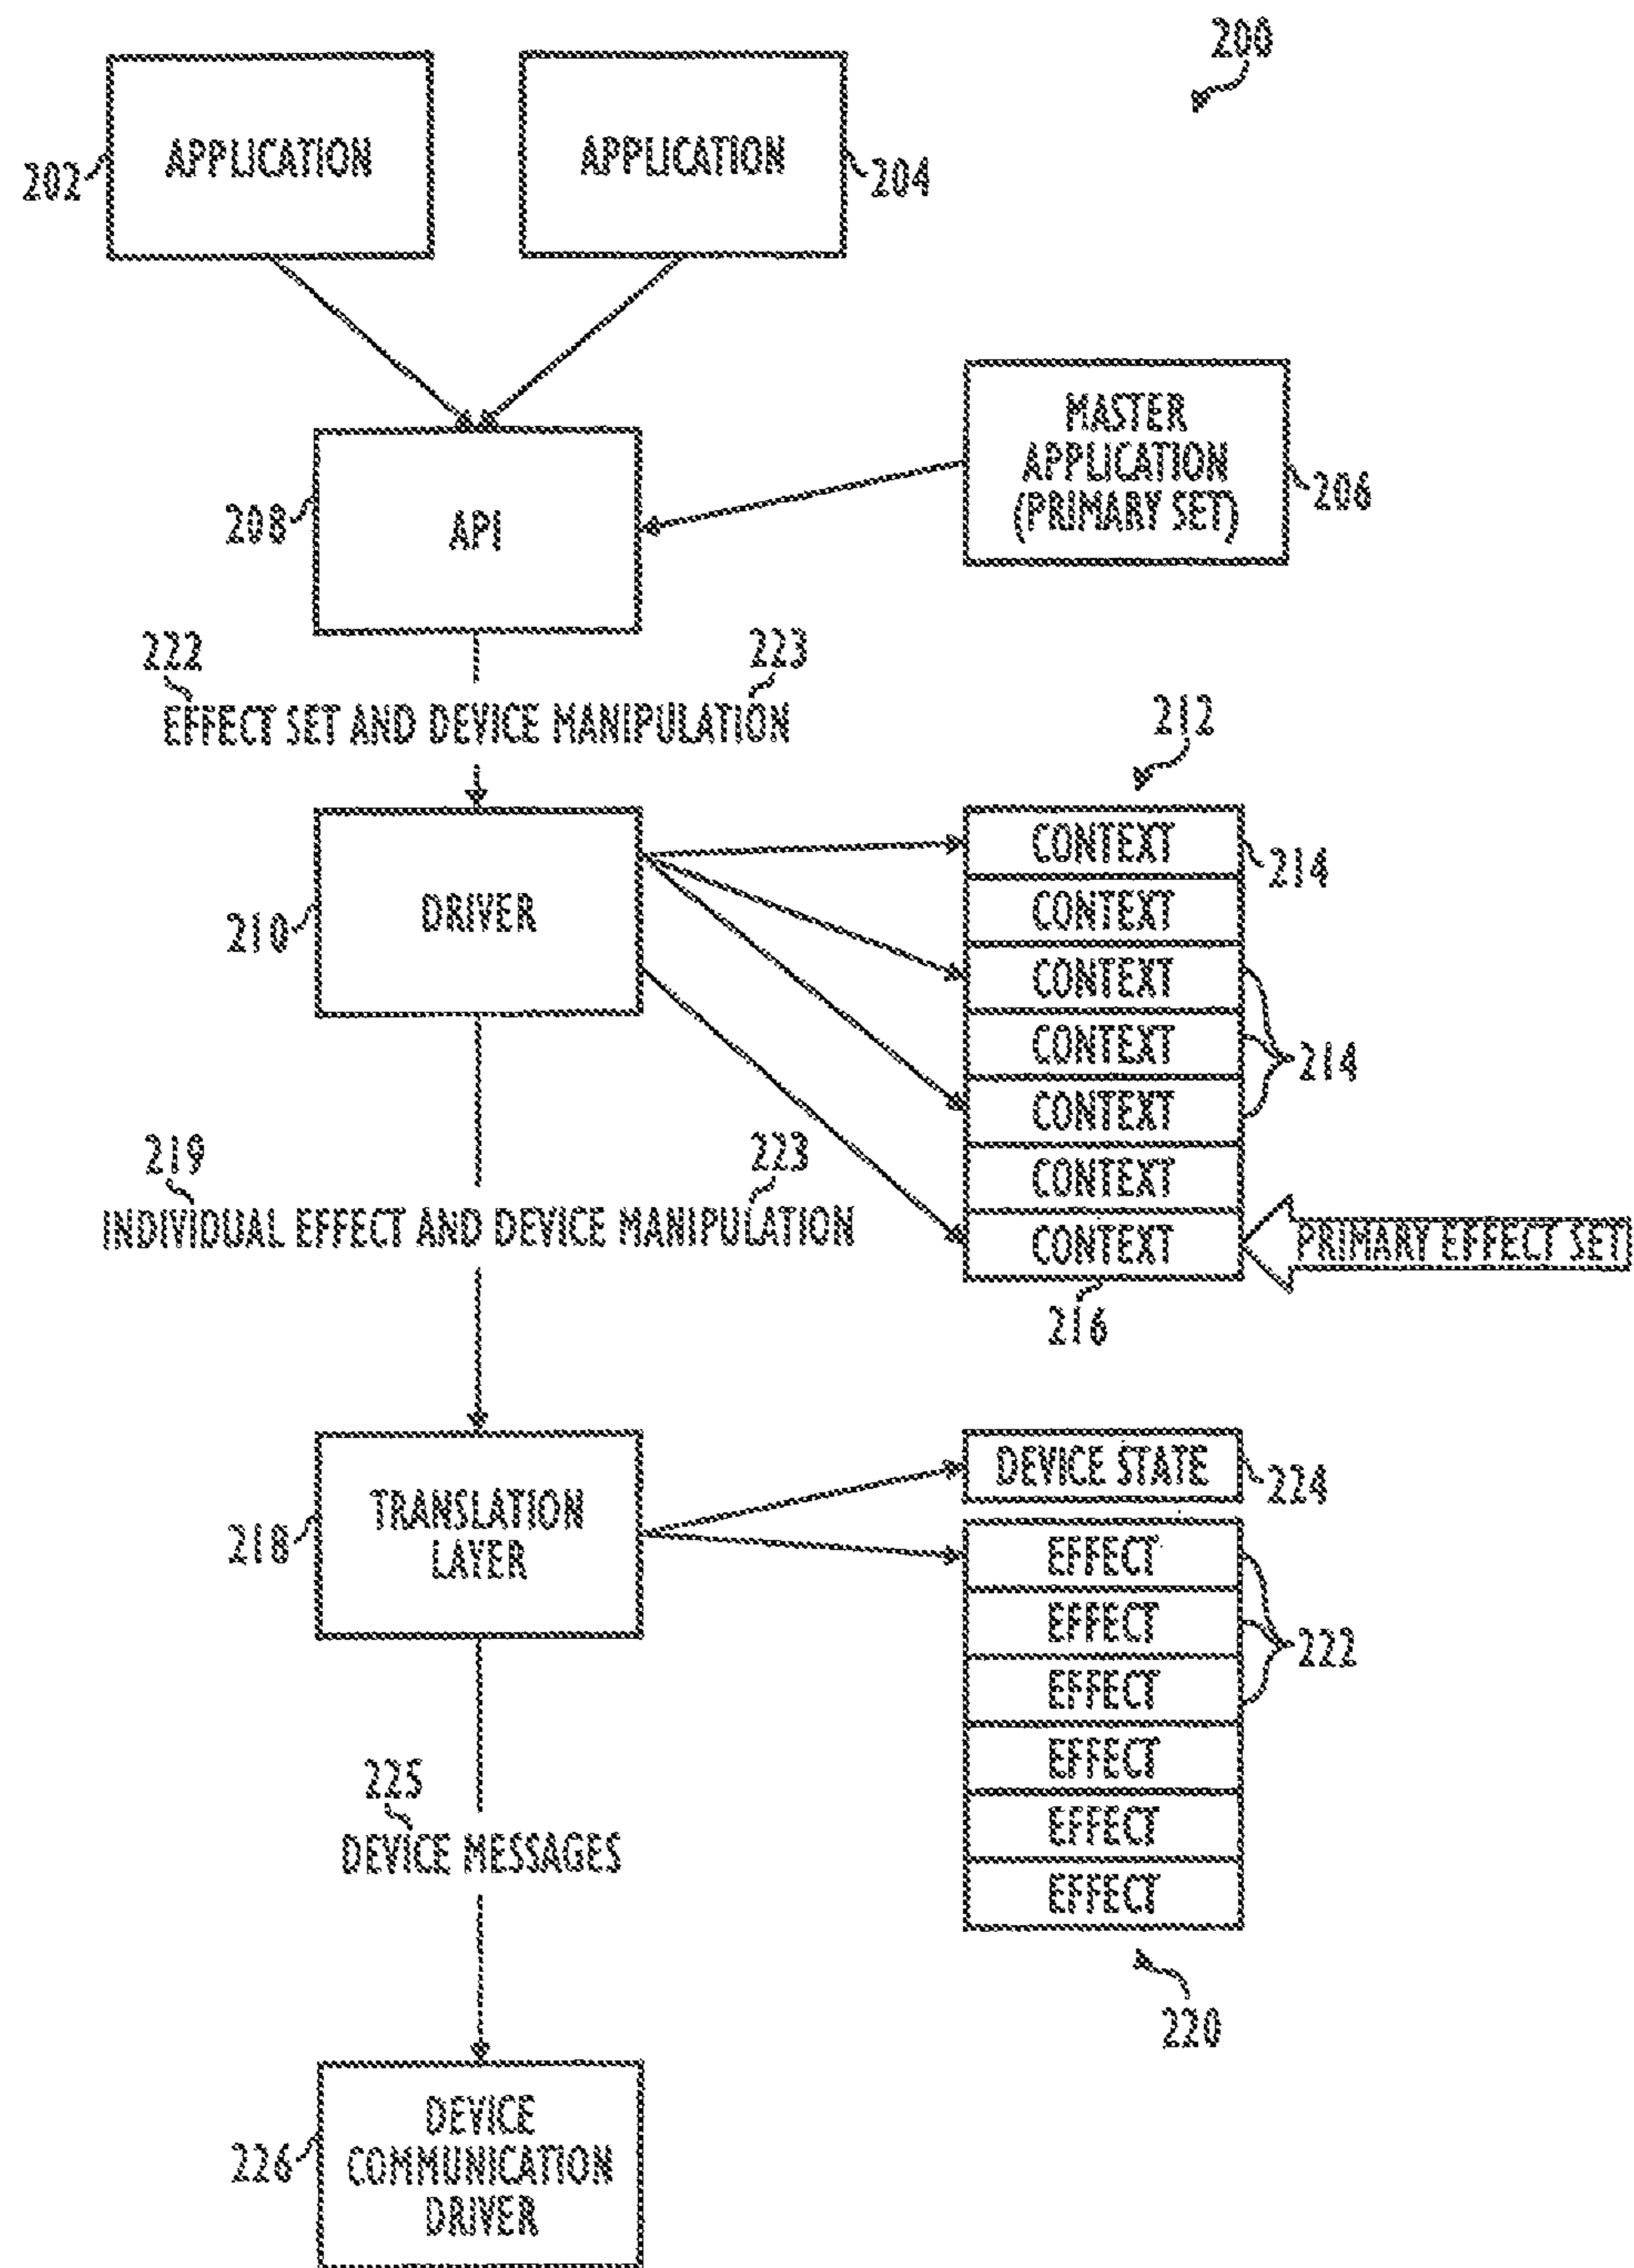 200
APPLICATION
APPLICATION
202
204
MASTER
APPLICATION
(PRIMARY SET)
206
208
API
222
223
EFFECT SET AND DEVICE MANIPULATION
212
CONTEXT
214
210
DRIVER
CONTEXT
CONTEXT
CONTEXT
214
CONTEXT
219
223
CONTEXT
INDIVIDUAL EFFECT AND DEVICE MANIPULATION
CONTEXT
PRIMARY EFFECT SET
216
DEVICE STATE
224
218
TRANSLATION
LAYER
EFFECT
EFFECT
222
EFFECT
EFFECT
225
DEVICE MESSAGES
EFFECT
EFFECT
220
226
DEVICE
COMMUNICATION
DRIVER